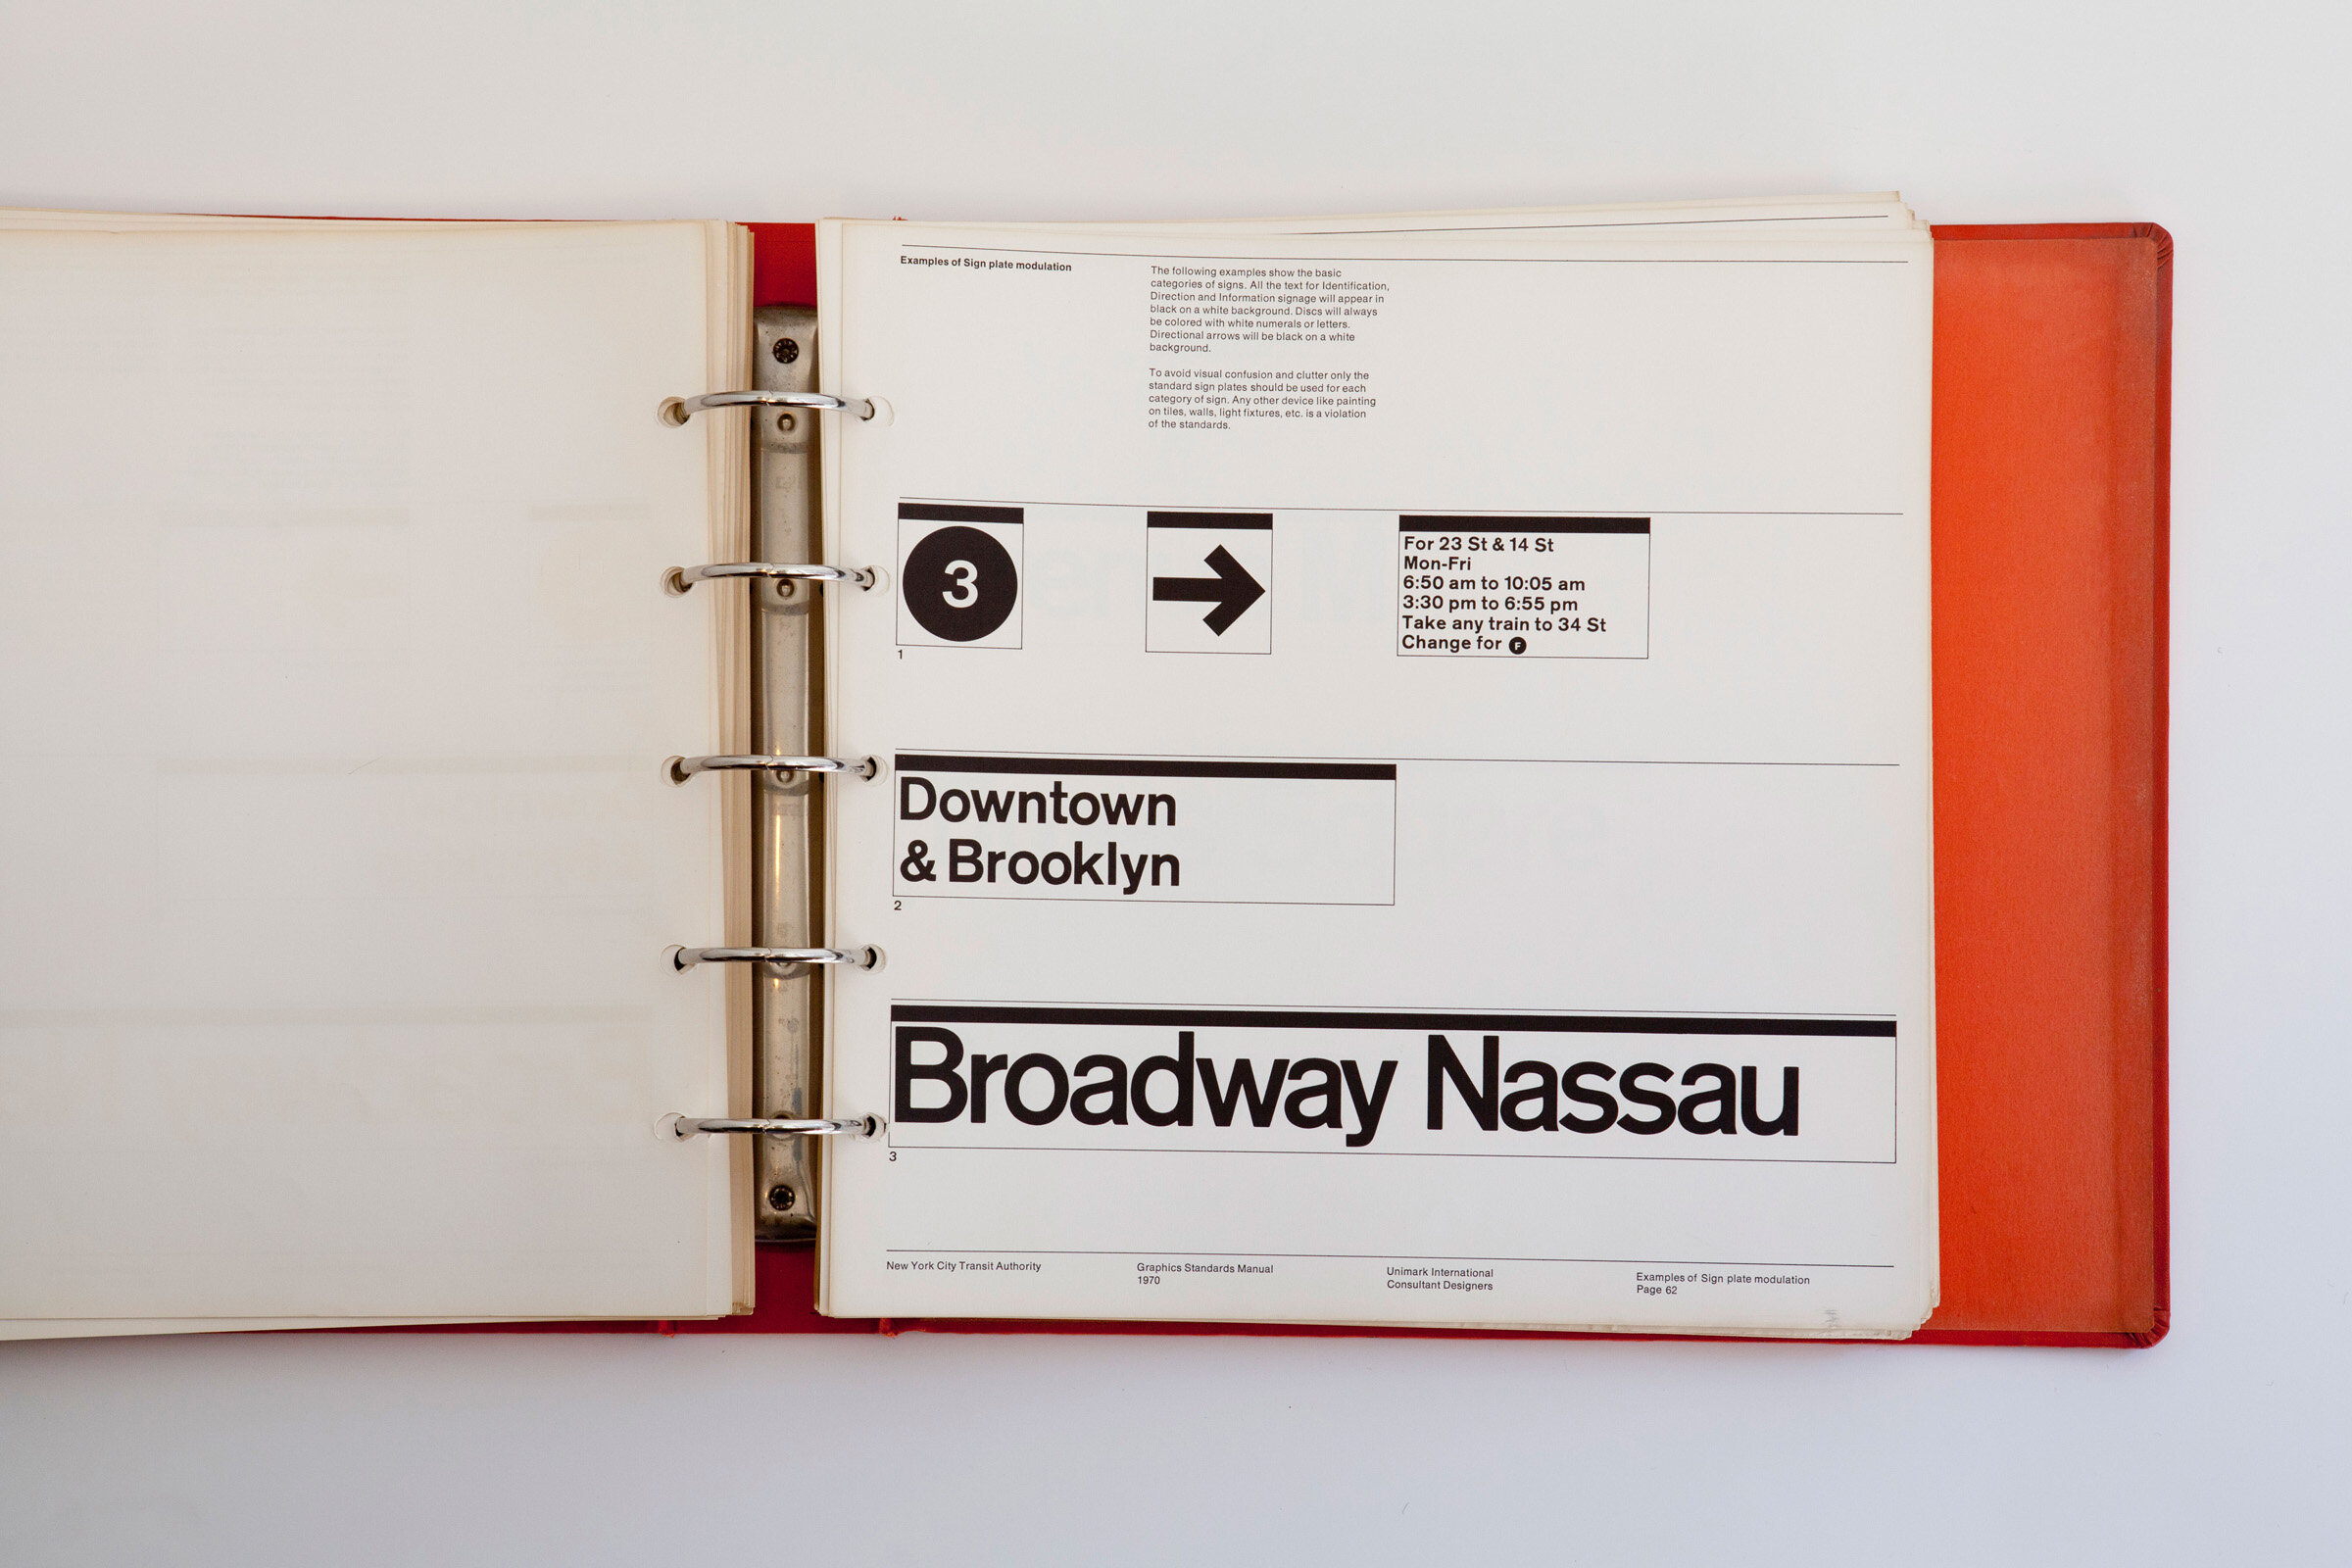 Examples of Sign plate modulation
The following examples show the basic
categories of signs. All the text for Identification,
Direction and Information signage will appear in
black on a white background. Discs will always
be colored with white numerals or letters.
Directional arrows will be black on a white
background.
To avoid visual confusion and clutter only the
standard sign plates should be used for each
category of sign. Any other device like painting
on tiles, walls, light fixtures, etc. is a violation
of the standards.
3
For 23 St & 14 St
Mon-Fri
6:50 am to 10:05 am
3:30 pm to 6:55 pm
Take any train to 34 St
Change for F
1
Downtown
& Brooklyn
2
Broadway Nassau
3
New York City Transit Authority
Graphics Standards Manual
1970
Unimark International
Consultant Designers
Examples of Sign plate modulation
Page 62